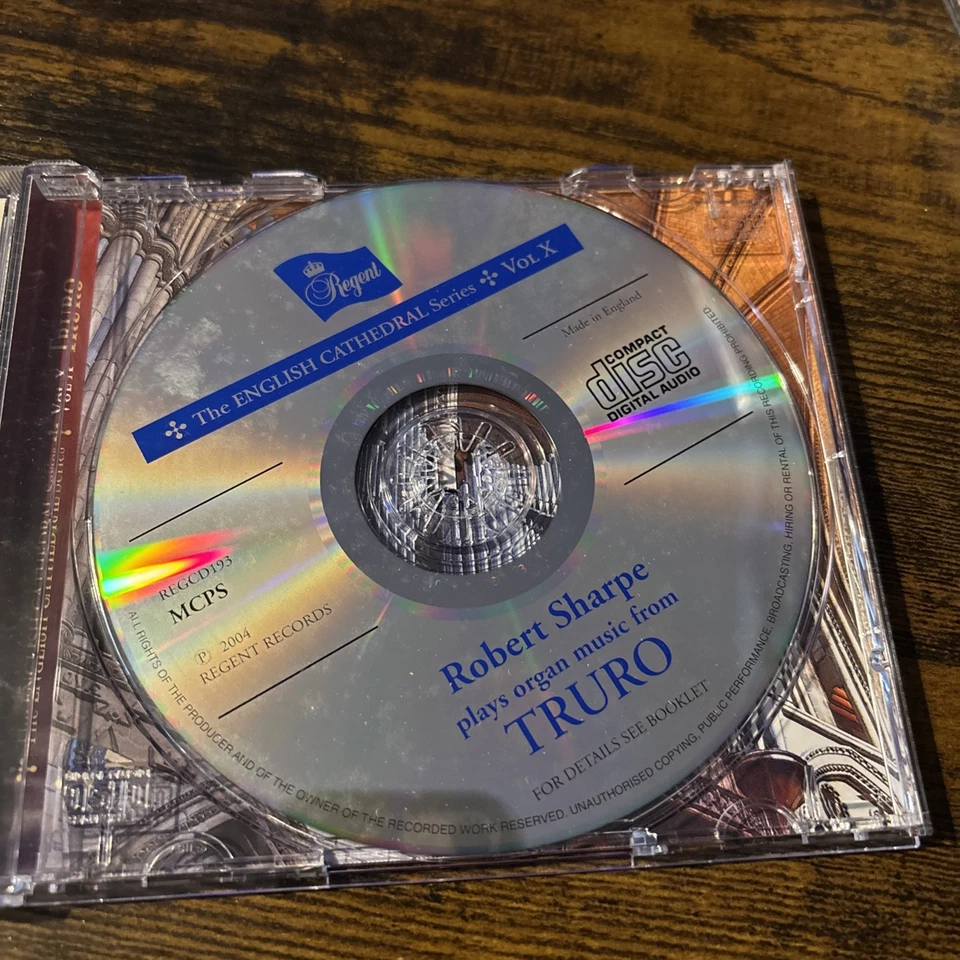 Regent
The ENGLISH CATHEDRAL Series ✣ VOL X
Made in England
COMPACT
disc
DIGITAL AUDIO
REGCD193
MCPS
℗ 2004
REGENT RECORDS
Robert Sharpe
plays organ music from
TRURO
FOR DETAILS SEE BOOKLET
ALL RIGHTS OF THE PRODUCER AND OF THE OWNER OF THE RECORDED WORK RESERVED. UNAUTHORISED COPYING, PUBLIC PERFORMANCE, BROADCASTING, HIRING OR RENTAL OF THIS RECORDING PROHIBITED